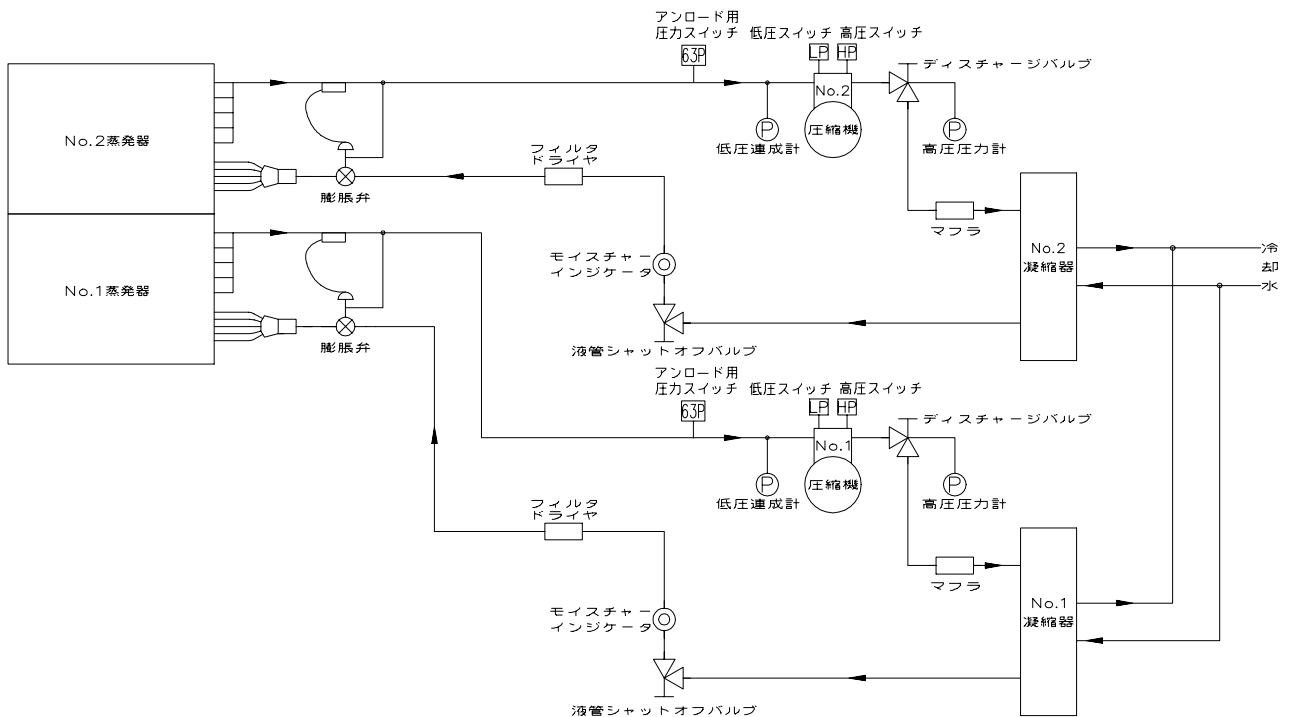 アンロード用
圧力スイッチ 低圧スイッチ 高圧スイッチ
63P
LP
HP
ディスチャージバルブ
No.2
圧縮機
P
低圧連成計
P
高圧圧力計
No.2蒸発器
フィルタ
ドライヤ
膨脹弁
マフラ
No.2
凝縮器
冷
却
水
モイスチャー
インジケータ
液管シャットオフバルブ
No.1蒸発器
膨脹弁
アンロード用
圧力スイッチ 低圧スイッチ 高圧スイッチ
63P
LP
HP
ディスチャージバルブ
No.1
圧縮機
P
低圧連成計
P
高圧圧力計
フィルタ
ドライヤ
マフラ
No.1
凝縮器
モイスチャー
インジケータ
液管シャットオフバルブ